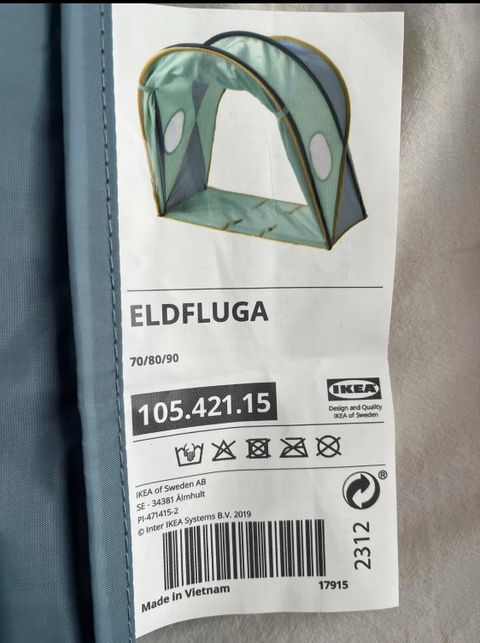 ELDFLUGA
70/80/90
105.421.15
IKEA
Design and Quality
IKEA of Sweden
IKEA of Sweden AB
SE - 34381 Älmhult
PI-471415-2
© Inter IKEA Systems B.V. 2019
®
2312
17915
Made in Vietnam